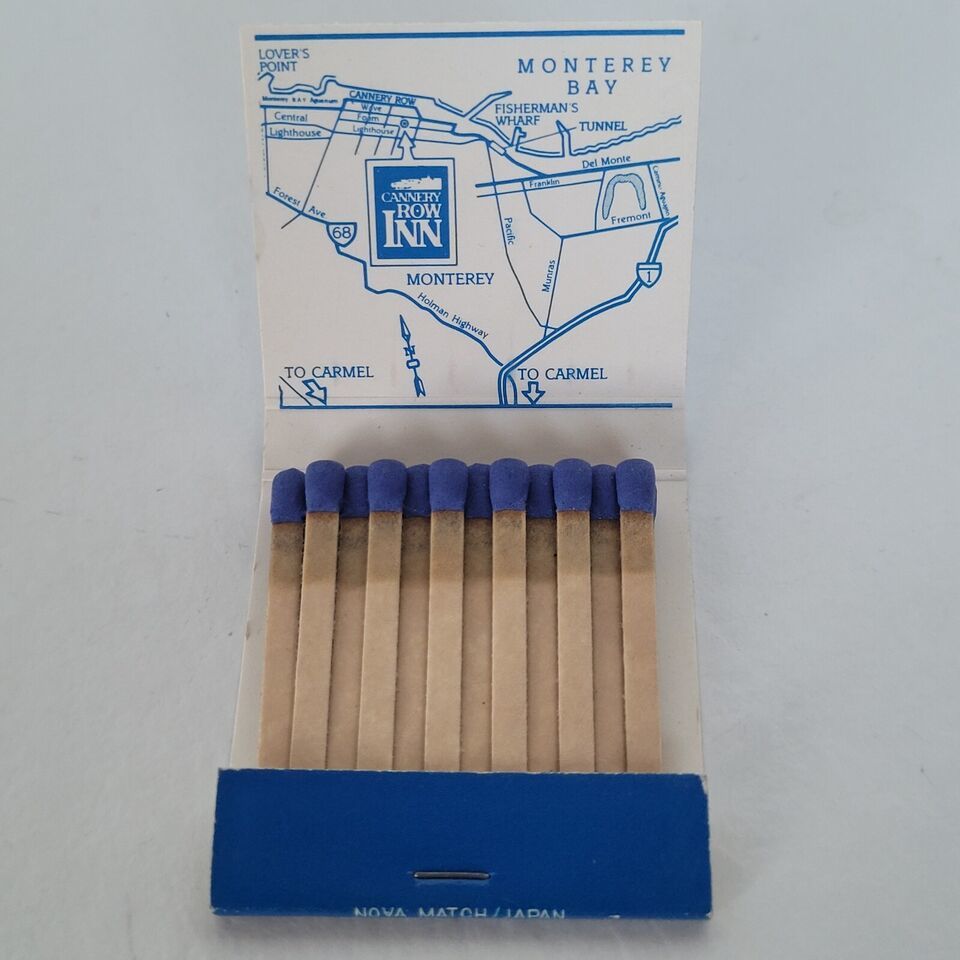 LOVER'S
POINT
MONTEREY
BAY
Monterey BAY Aquarium
CANNERY ROW
FISHERMAN'S
WHARF
TUNNEL
Wave
Foam
Central
Lighthouse
Lighthouse
Del Monte
Franklin
Fremont
Forest Ave
68
CANNERY
ROW
INN
Pacific
Munras
1
MONTEREY
Holman Highway
N
TO CARMEL
TO CARMEL
NOVA MATCH/JAPAN